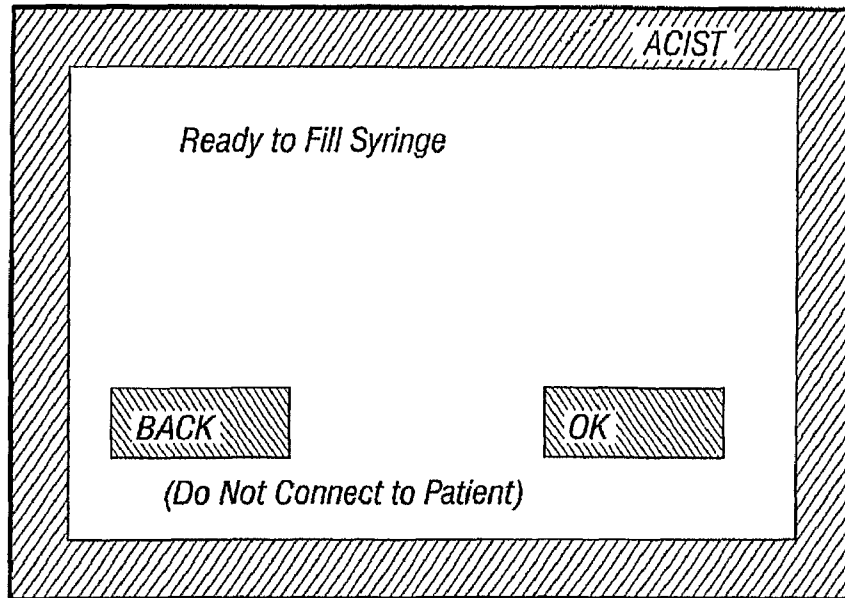 ACIST
Ready to Fill Syringe
BACK OK
(Do Not Connect to Patient)